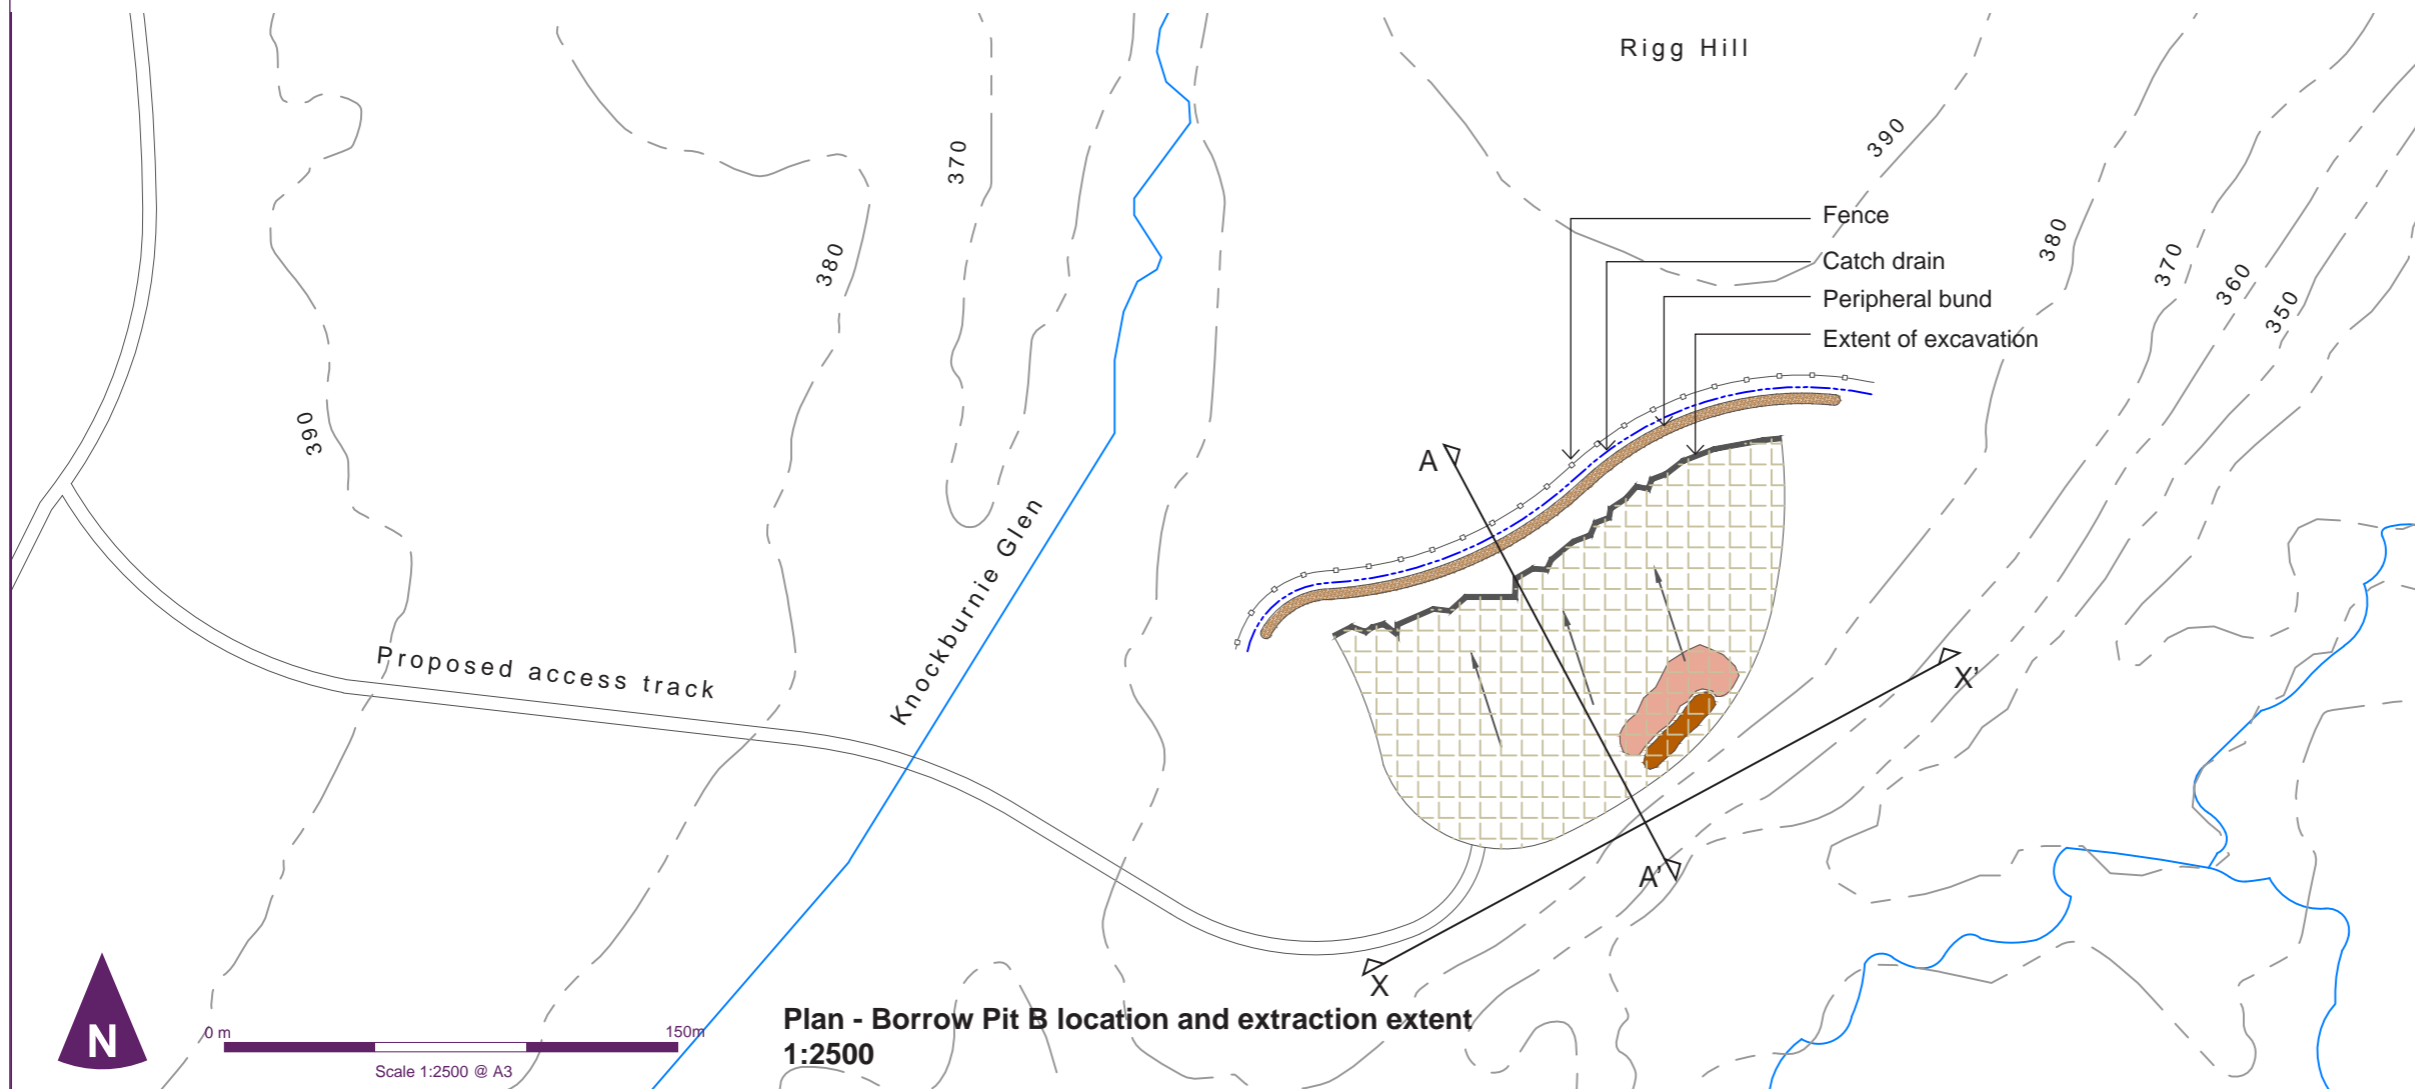 Rigg Hill
390
370
Fence
380
380
Catch drain
370
360
Peripheral bund
350
Extent of excavation
390
A
Knockburnie Glen
Proposed access track
X'
A'
X
Plan - Borrow Pit B location and extraction extent
1:2500
N
0 m
150m
Scale 1:2500 @ A3